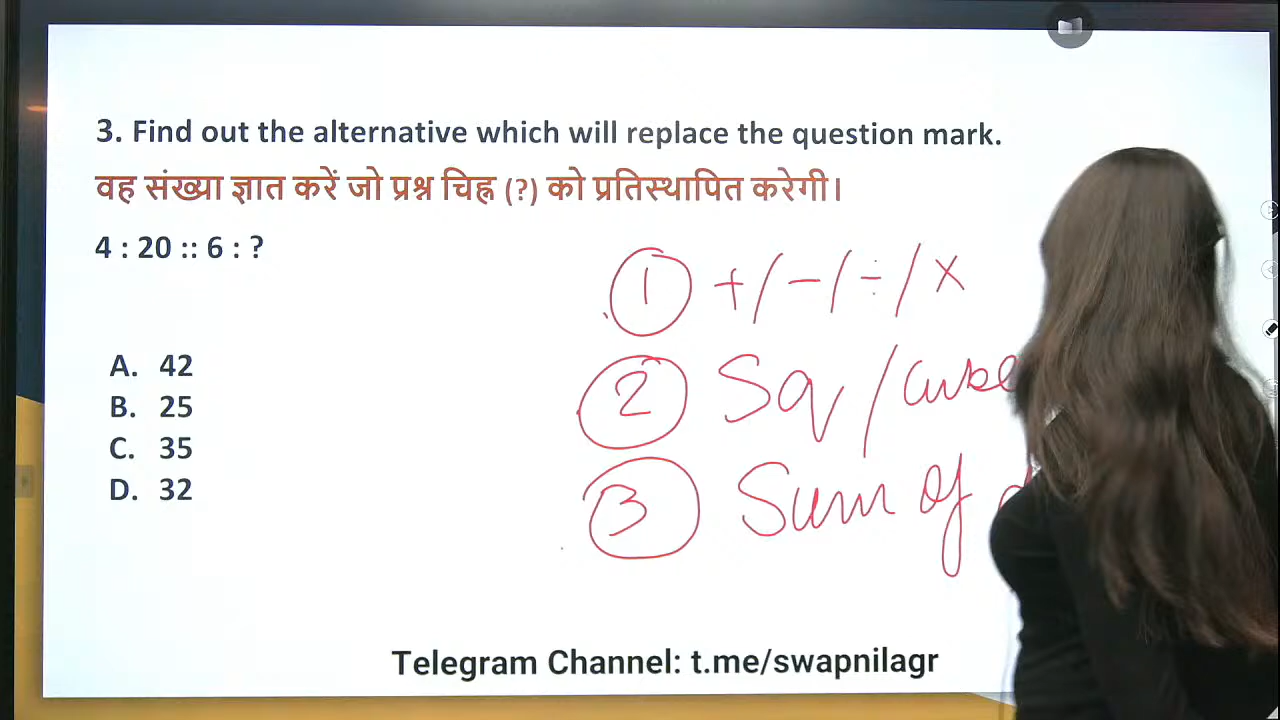 3. Find out the alternative which will replace the question mark.
वह संख्या ज्ञात करें जो प्रश्न चिह्न (?) को प्रतिस्थापित करेगी।
4 : 20 :: 6 : ?
A. 42
B. 25
C. 35
D. 32
1 +/-/÷/×
2 Sq/cube
3 Sum of
Telegram Channel: t.me/swapnilagr